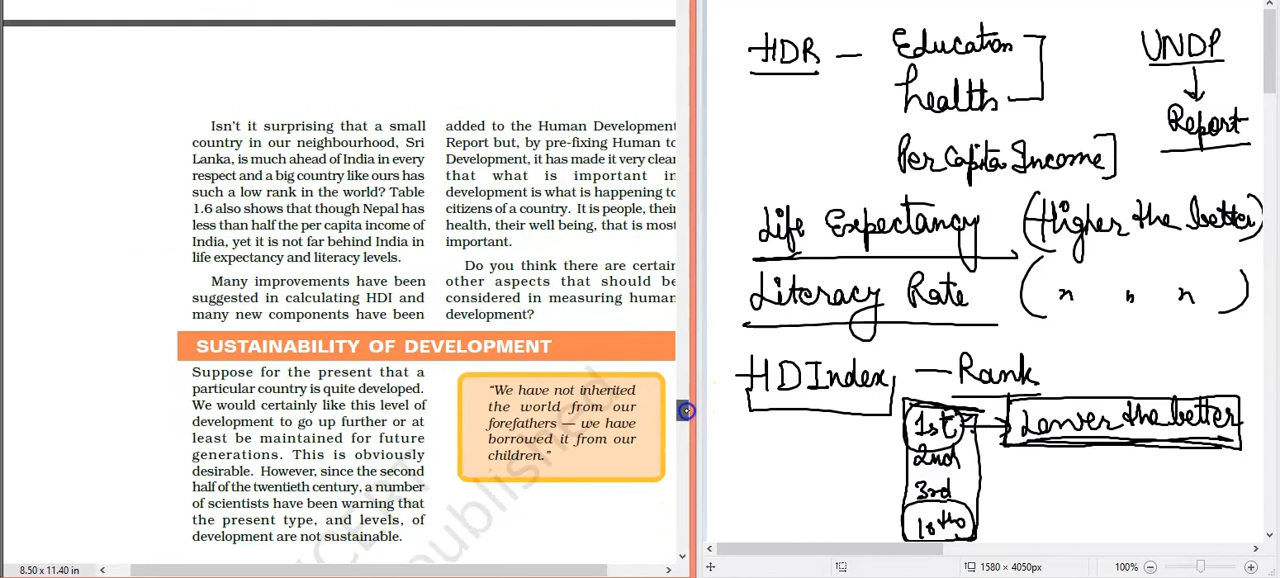 Isn't it surprising that a small
country in our neighbourhood, Sri
Lanka, is much ahead of India in every
respect and a big country like ours has
such a low rank in the world? Table
1.6 also shows that though Nepal has
less than half the per capita income of
India, yet it is not far behind India in
life expectancy and literacy levels.
Many improvements have been
suggested in calculating HDI and
many new components have been
added to the Human Development
Report but, by pre-fixing Human to
Development, it has made it very clear
that what is important in
development is what is happening to
citizens of a country. It is people, their
health, their well being, that is most
important.
Do you think there are certain
other aspects that should be
considered in measuring human
development?
SUSTAINABILITY OF DEVELOPMENT
Suppose for the present that a
particular country is quite developed.
We would certainly like this level of
development to go up further or at
least be maintained for future
generations. This is obviously
desirable. However, since the second
half of the twentieth century, a number
of scientists have been warning that
the present type, and levels, of
development are not sustainable.
"We have not inherited
the world from our
forefathers — we have
borrowed it from our
children."
8.50 x 11.40 in
HDR — Education
health
Per Capita Income]
UNDP
Report
Life Expectancy (Higher the better)
Literacy Rate ( " " " )
HDIndex — Rank
1st Lower the better
2nd
3rd
10th
1580 × 4050px
100%